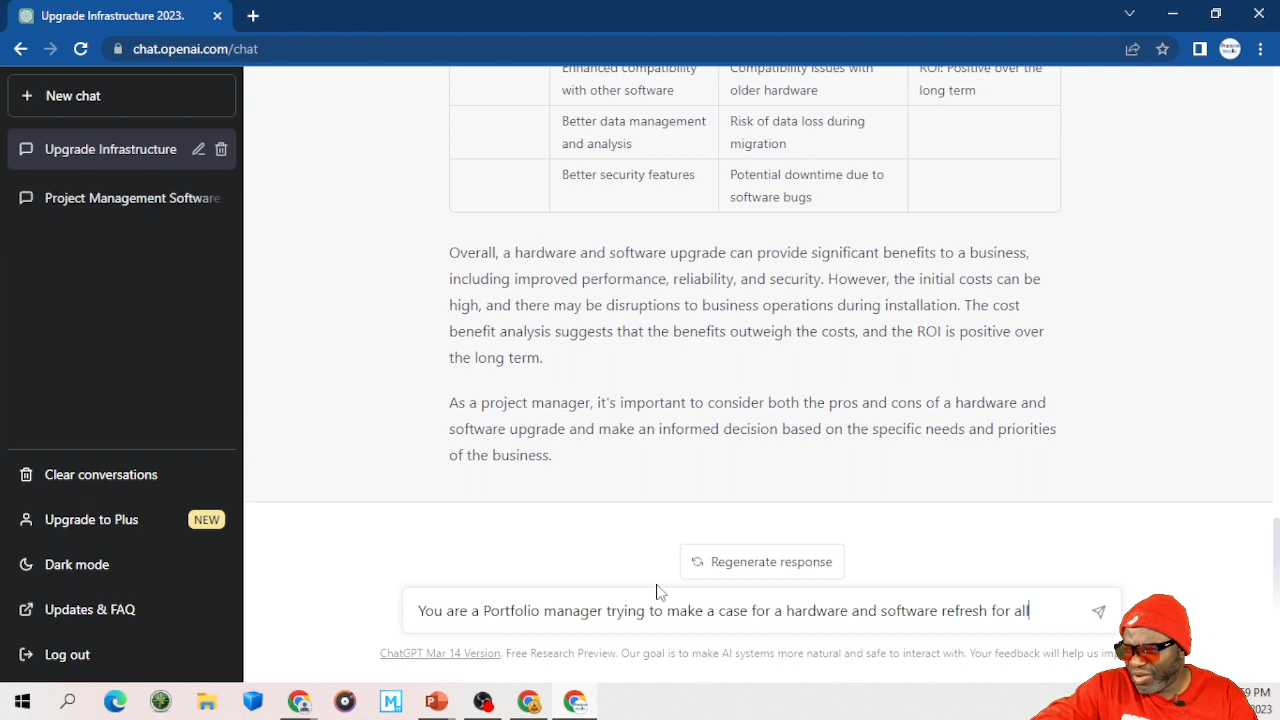 Upgrade Infrastructure 2023.
chat.openai.com/chat
New chat
Upgrade Infrastructure
Project Management Software
Clear conversations
Upgrade to Plus
NEW
Dark mode
Updates & FAQ
Log out
Enhanced compatibility with other software
Compatibility issues with older hardware
ROI: Positive over the long term
Better data management and analysis
Risk of data loss during migration
Better security features
Potential downtime due to software bugs
Overall, a hardware and software upgrade can provide significant benefits to a business,
including improved performance, reliability, and security. However, the initial costs can be
high, and there may be disruptions to business operations during installation. The cost
benefit analysis suggests that the benefits outweigh the costs, and the ROI is positive over
the long term.
As a project manager, it's important to consider both the pros and cons of a hardware and
software upgrade and make an informed decision based on the specific needs and priorities
of the business.
Regenerate response
You are a Portfolio manager trying to make a case for a hardware and software refresh for all
ChatGPT Mar 14 Version. Free Research Preview. Our goal is to make AI systems more natural and safe to interact with. Your feedback will help us